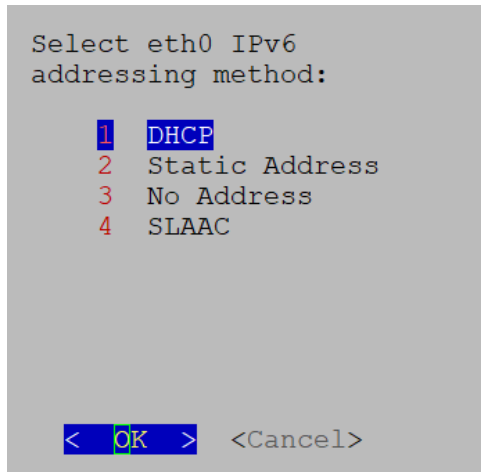 Select eth0 IPv6
addressing method:
1 DHCP
2 Static Address
3 No Address
4 SLAAC
< OK > <Cancel>